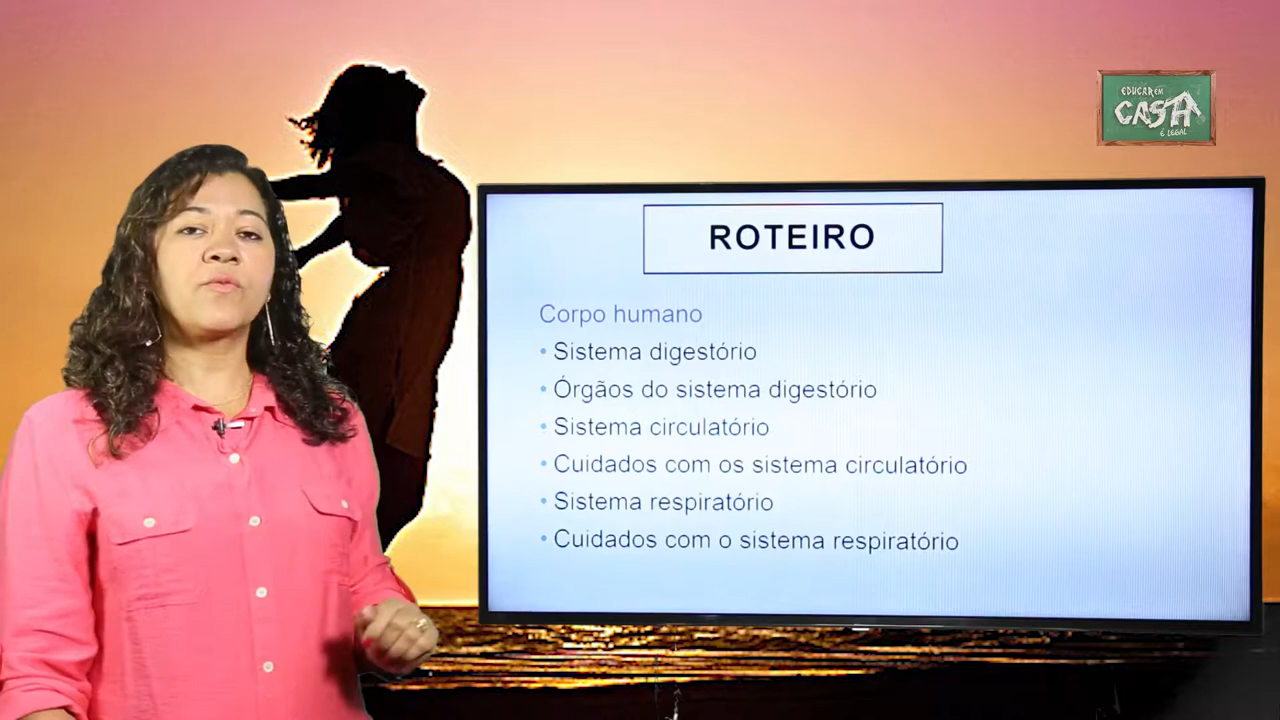 EDUCAR EM
CASA
É LEGAL
ROTEIRO
Corpo humano
• Sistema digestório
• Órgãos do sistema digestório
• Sistema circulatório
• Cuidados com os sistema circulatório
• Sistema respiratório
• Cuidados com o sistema respiratório